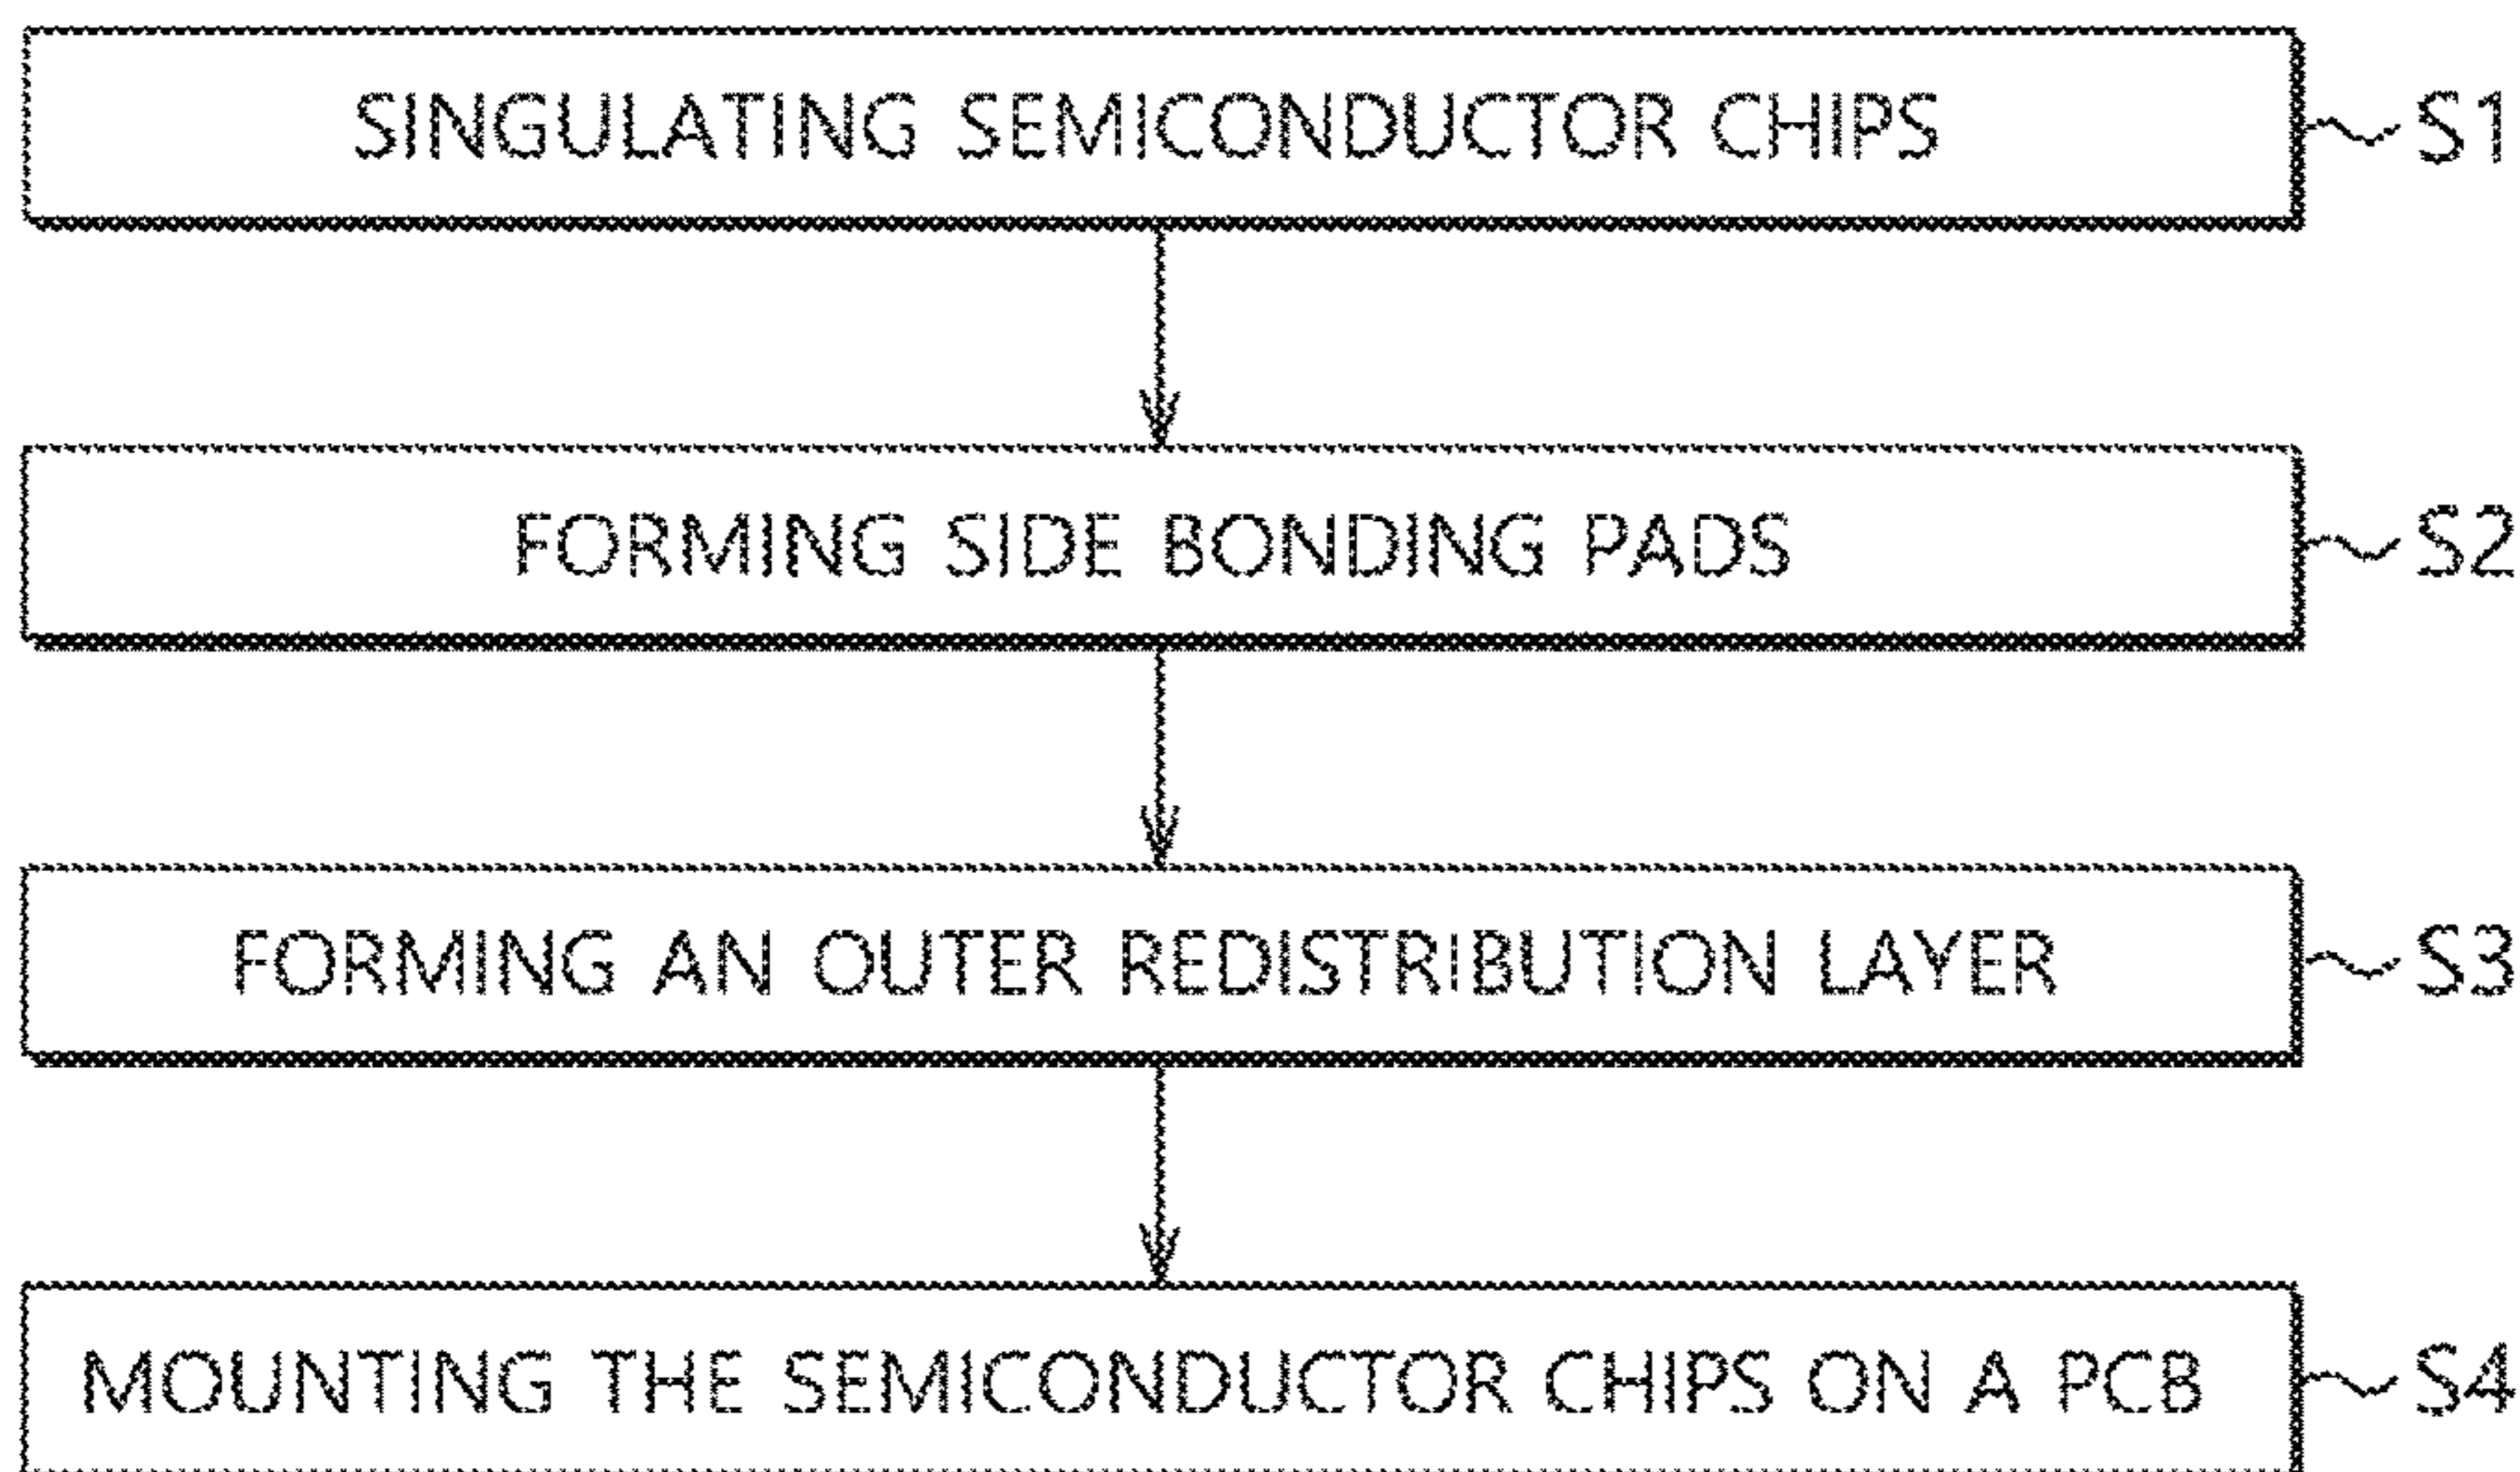 SINGULATING SEMICONDUCTOR CHIPS S1
FORMING SIDE BONDING PADS S2
FORMING AN OUTER REDISTRIBUTION LAYER S3
MOUNTING THE SEMICONDUCTOR CHIPS ON A PCB S4